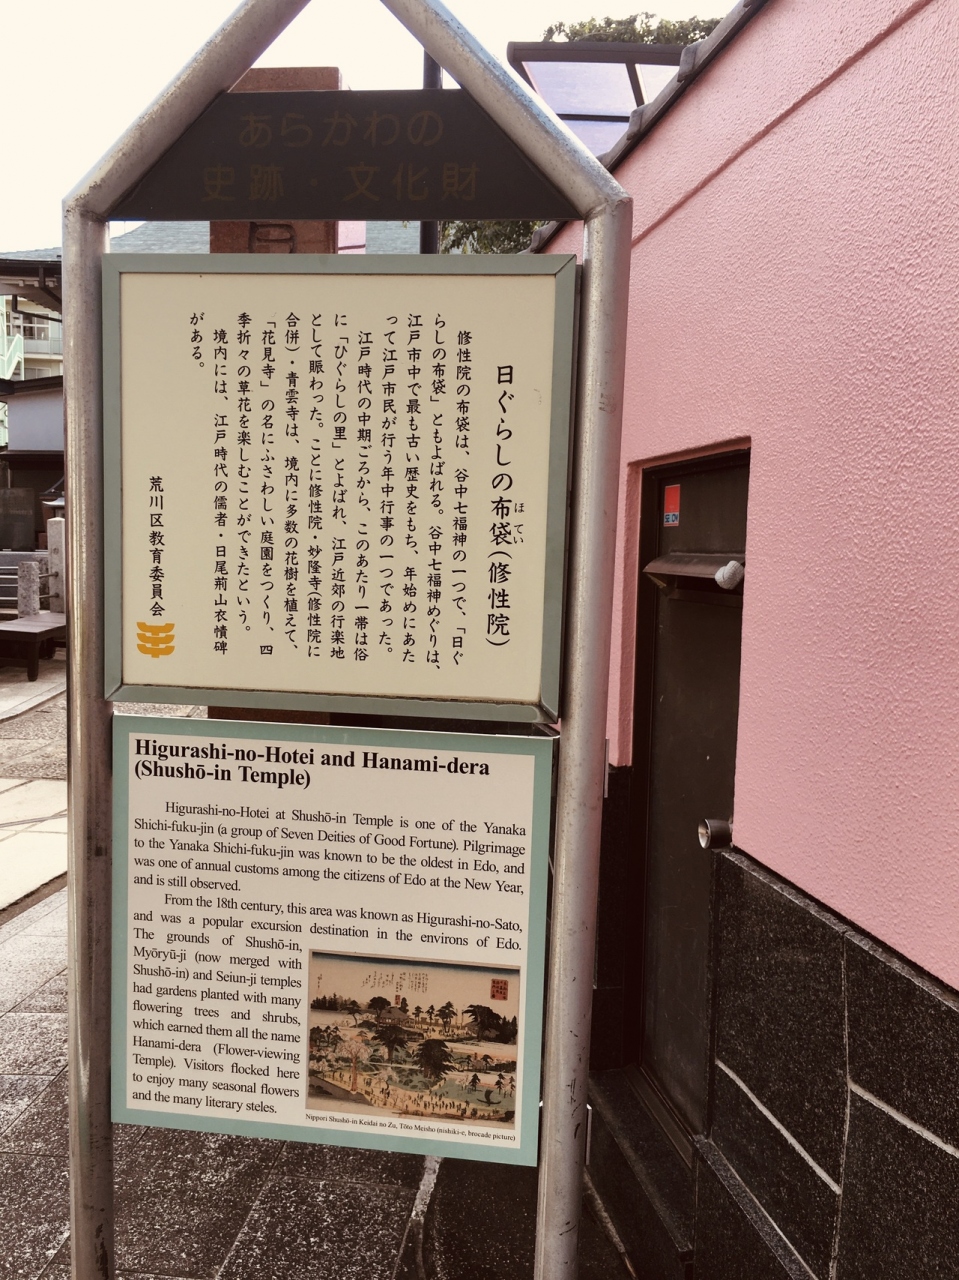 あらかわの
史跡・文化財
日ぐらしの布袋(修性院)
ほてい
修性院の布袋は、谷中七福神の一つで、「日ぐ
らしの布袋」ともよばれる。谷中七福神めぐりは、
江戸市中で最も古い歴史をもち、年始めにあた
って江戸市民が行う年中行事の一つであった。
江戸時代の中期ごろから、このあたり一帯は俗
に「ひぐらしの里」とよばれ、江戸近郊の行楽地
として賑わった。ことに修性院・妙隆寺(修性院に
合併)・青雲寺は、境内に多数の花樹を植えて、
「花見寺」の名にふさわしい庭園をつくり、四
季折々の草花を楽しむことができたという。
境内には、江戸時代の儒者・日尾荊山衣幘碑
がある。
荒川区教育委員会
Higurashi-no-Hotei and Hanami-dera
(Shushō-in Temple)
Higurashi-no-Hotei at Shushō-in Temple is one of the Yanaka
Shichi-fuku-jin (a group of Seven Deities of Good Fortune). Pilgrimage
to the Yanaka Shichi-fuku-jin was known to be the oldest in Edo, and
was one of annual customs among the citizens of Edo at the New Year,
and is still observed.
From the 18th century, this area was known as Higurashi-no-Sato,
and was a popular excursion destination in the environs of Edo.
The grounds of Shushō-in,
Myōryū-ji (now merged with
Shushō-in) and Seiun-ji temples
had gardens planted with many
flowering trees and shrubs,
which earned them all the name
Hanami-dera (Flower-viewing
Temple). Visitors flocked here
to enjoy many seasonal flowers
and the many literary steles.
Nippori Shushō-in Keidai no Zu, Tōto Meisho (nishiki-e, brocade picture)